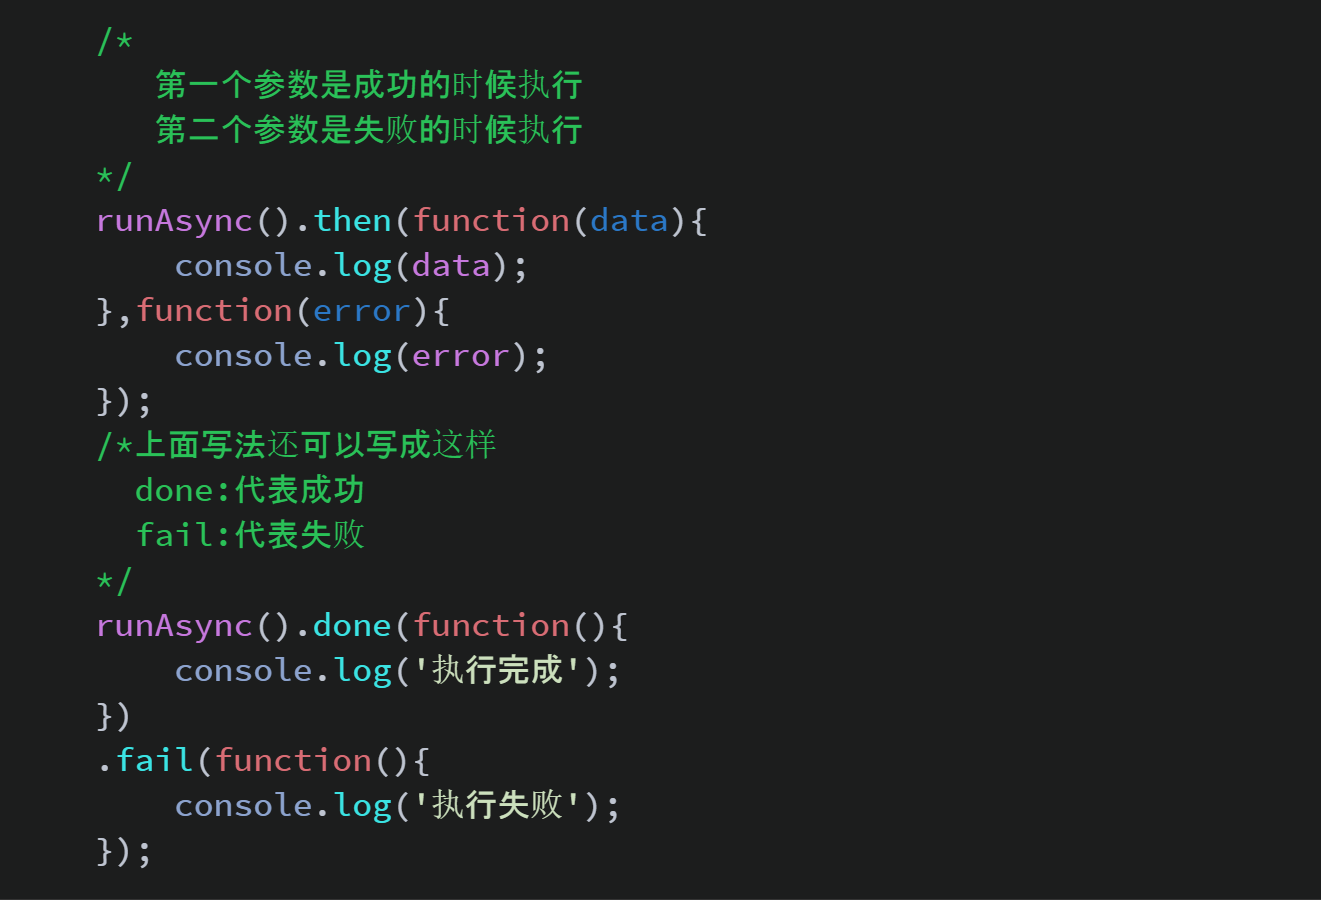 /*
第一个参数是成功的时候执行
第二个参数是失败的时候执行
*/
runAsync().then(function(data){
console.log(data);
},function(error){
console.log(error);
});
/*上面写法还可以写成这样
done:代表成功
fail:代表失败
*/
runAsync().done(function(){
console.log('执行完成');
})
.fail(function(){
console.log('执行失败');
});